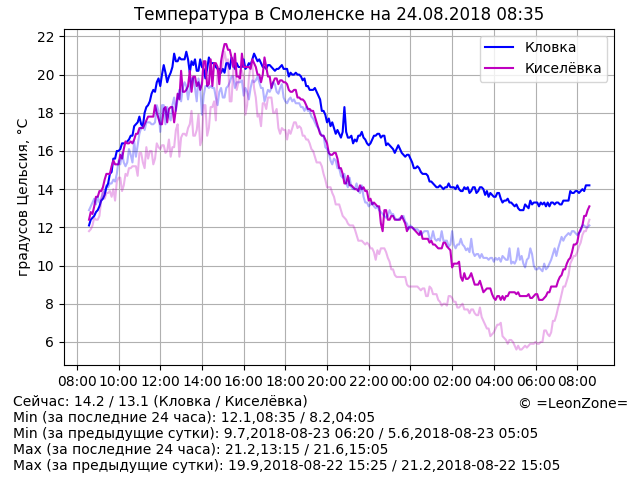 Температура в Смоленске на 24.08.2018 08:35
22
20
18
16
14
12
10
8
6
градусов Цельсия, °C
Кловка
Киселёвка
08:00 10:00 12:00 14:00 16:00 18:00 20:00 22:00 00:00 02:00 04:00 06:00 08:00
Сейчас: 14.2 / 13.1 (Кловка / Киселёвка)
© =LeonZone=
Min (за последние 24 часа): 12.1,08:35 / 8.2,04:05
Min (за предыдущие сутки): 9.7,2018-08-23 06:20 / 5.6,2018-08-23 05:05
Max (за последние 24 часа): 21.2,13:15 / 21.6,15:05
Max (за предыдущие сутки): 19.9,2018-08-22 15:25 / 21.2,2018-08-22 15:05